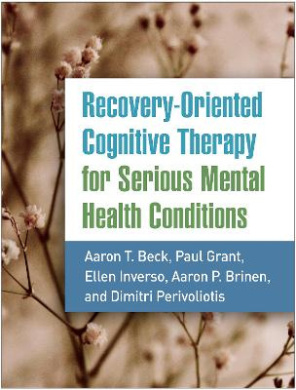 Recovery-Oriented
Cognitive Therapy
for Serious Mental
Health Conditions
Aaron T. Beck, Paul Grant,
Ellen Inverso, Aaron P. Brinen,
and Dimitri Perivoliotis